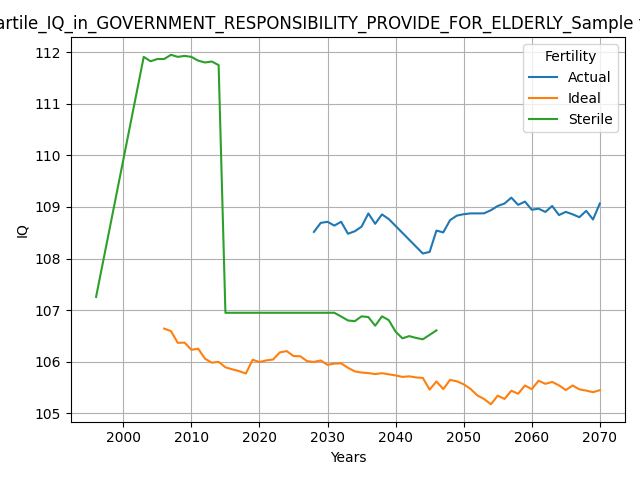 artile_IQ_in_GOVERNMENT_RESPONSIBILITY_PROVIDE_FOR_ELDERLY_Sample
Fertility
Actual
Ideal
Sterile
112
111
110
109
108
107
106
105
IQ
2000 2010 2020 2030 2040 2050 2060 2070
Years